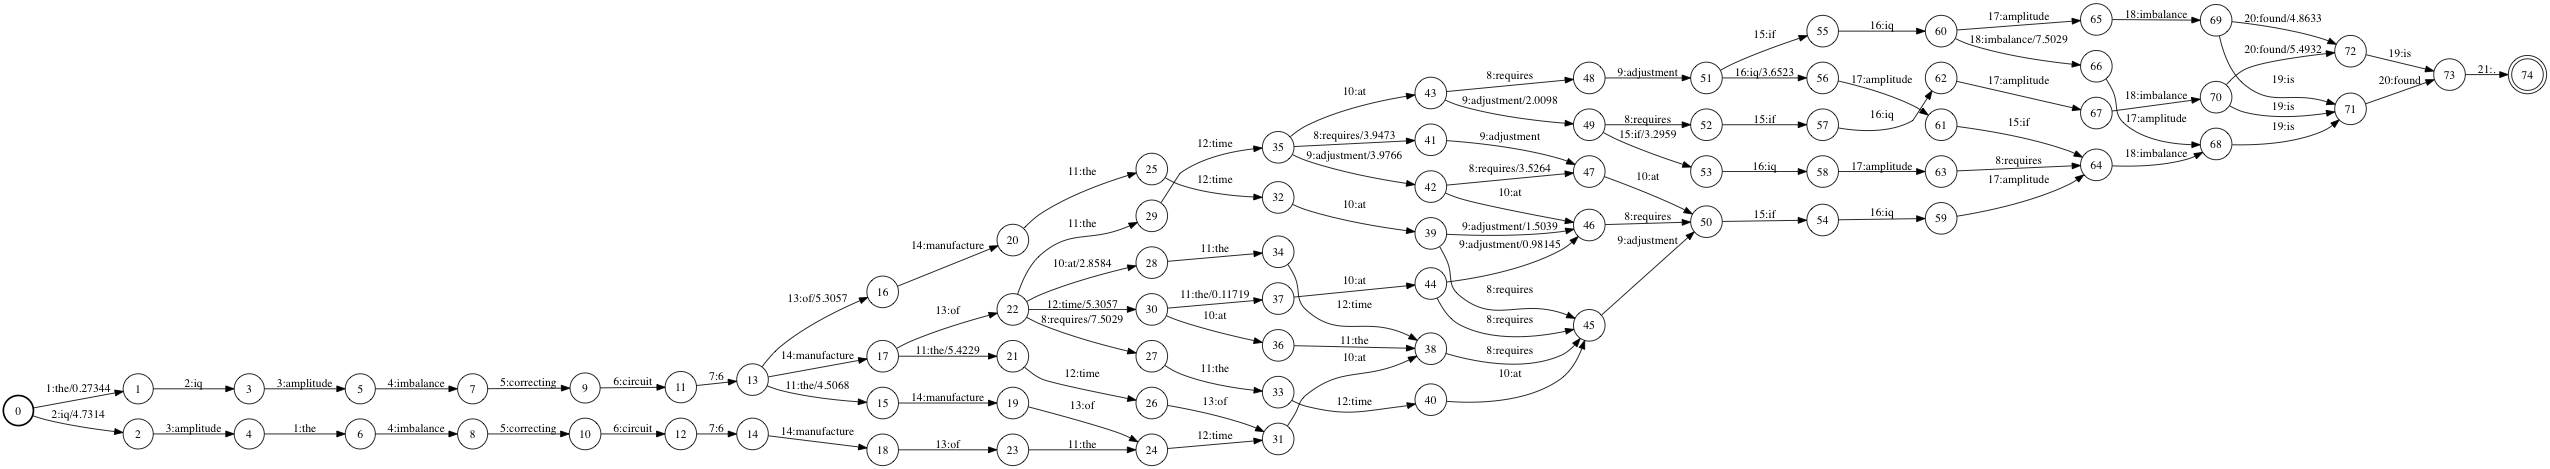 0 1:the/0.27344 1 2:iq 3 3:amplitude 5 4:imbalance 7 5:correcting 9 6:circuit 11 7:6 13
2:iq/4.7314 2 3:amplitude 4 1:the 6 4:imbalance 8 5:correcting 10 6:circuit 12 7:6 14
13:of/5.3057 16 14:manufacture 20 11:the 25 12:time 32 10:at 39
14:manufacture 17 13:of 22 11:the 29 12:time 35
11:the/4.5068 15 14:manufacture 19 13:of 24
14:manufacture 18 13:of 23 11:the 24 12:time 31
11:the/5.4229 21 12:time 26 13:of 31 10:at 38
10:at/2.8584 28 11:the 34 12:time 38
12:time/5.3057 30 11:the/0.11719 37 10:at 44
10:at 36 11:the 38 8:requires 45
8:requires/7.5029 27 11:the 33 12:time 40 10:at 45
10:at 43 8:requires 48 9:adjustment 51 15:if 55 16:iq 60 17:amplitude 65 18:imbalance 69 20:found/4.8633 72 19:is 73 21:. 74
18:imbalance/7.5029 66 17:amplitude 68 19:is 71 20:found
16:iq/3.6523 56 17:amplitude 61 15:if 64 18:imbalance
9:adjustment/2.0098 49 8:requires 52 15:if 57 16:iq 62 17:amplitude 67 18:imbalance 70 20:found/5.4932
19:is
19:is
15:if/3.2959 53 16:iq 58 17:amplitude 63 8:requires
8:requires/3.9473 41 9:adjustment 47 10:at 50 15:if 54 16:iq 59 17:amplitude
9:adjustment/3.9766 42 8:requires/3.5264
10:at 46 8:requires
9:adjustment/1.5039
8:requires
9:adjustment/0.98145
8:requires
9:adjustment